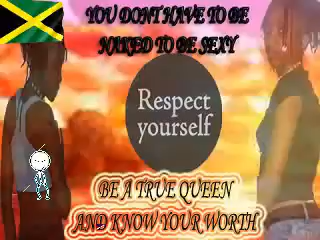 YOU DONT HAVE TO BE
NAKED TO BE SEXY
Respect
yourself
BE A TRUE QUEEN
AND KNOW YOUR WORTH